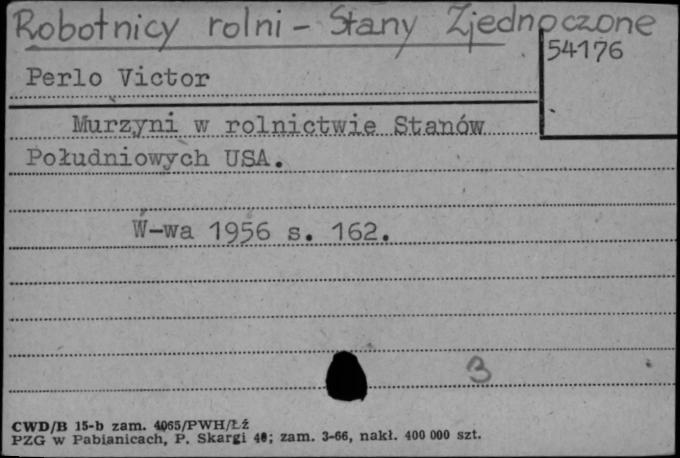 Robotnicy rolni - Stany Zjednoczone
54176
Perlo Victor
Murzyni w rolnictwie Stanów
Południowych USA.
W-wa 1956 s. 162.
3
CWD/B 15-b zam. 4065/PWH/Łź
PZG w Pabianicach, P. Skargi 40; zam. 3-66, nakł. 400 000 szt.